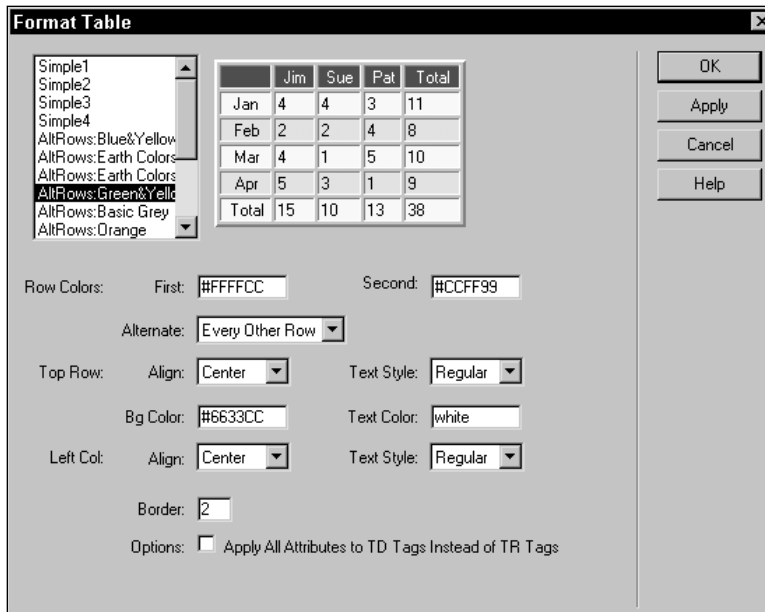 Format Table
Simple1
Simple2
Simple3
Simple4
AltRows:Blue&Yellow
AltRows:Earth Colors
AltRows:Earth Colors
AltRows:Green&Yello
AltRows:Basic Grey
AltRows:Orange
Jim Sue Pat Total
Jan 4 4 3 11
Feb 2 2 4 8
Mar 4 1 5 10
Apr 5 3 1 9
Total 15 10 13 38
OK
Apply
Cancel
Help
Row Colors: First: #FFFFCC Second: #CCFF99
Alternate: Every Other Row
Top Row: Align: Center Text Style: Regular
Bg Color: #6633CC Text Color: white
Left Col: Align: Center Text Style: Regular
Border: 2
Options: Apply All Attributes to TD Tags Instead of TR Tags